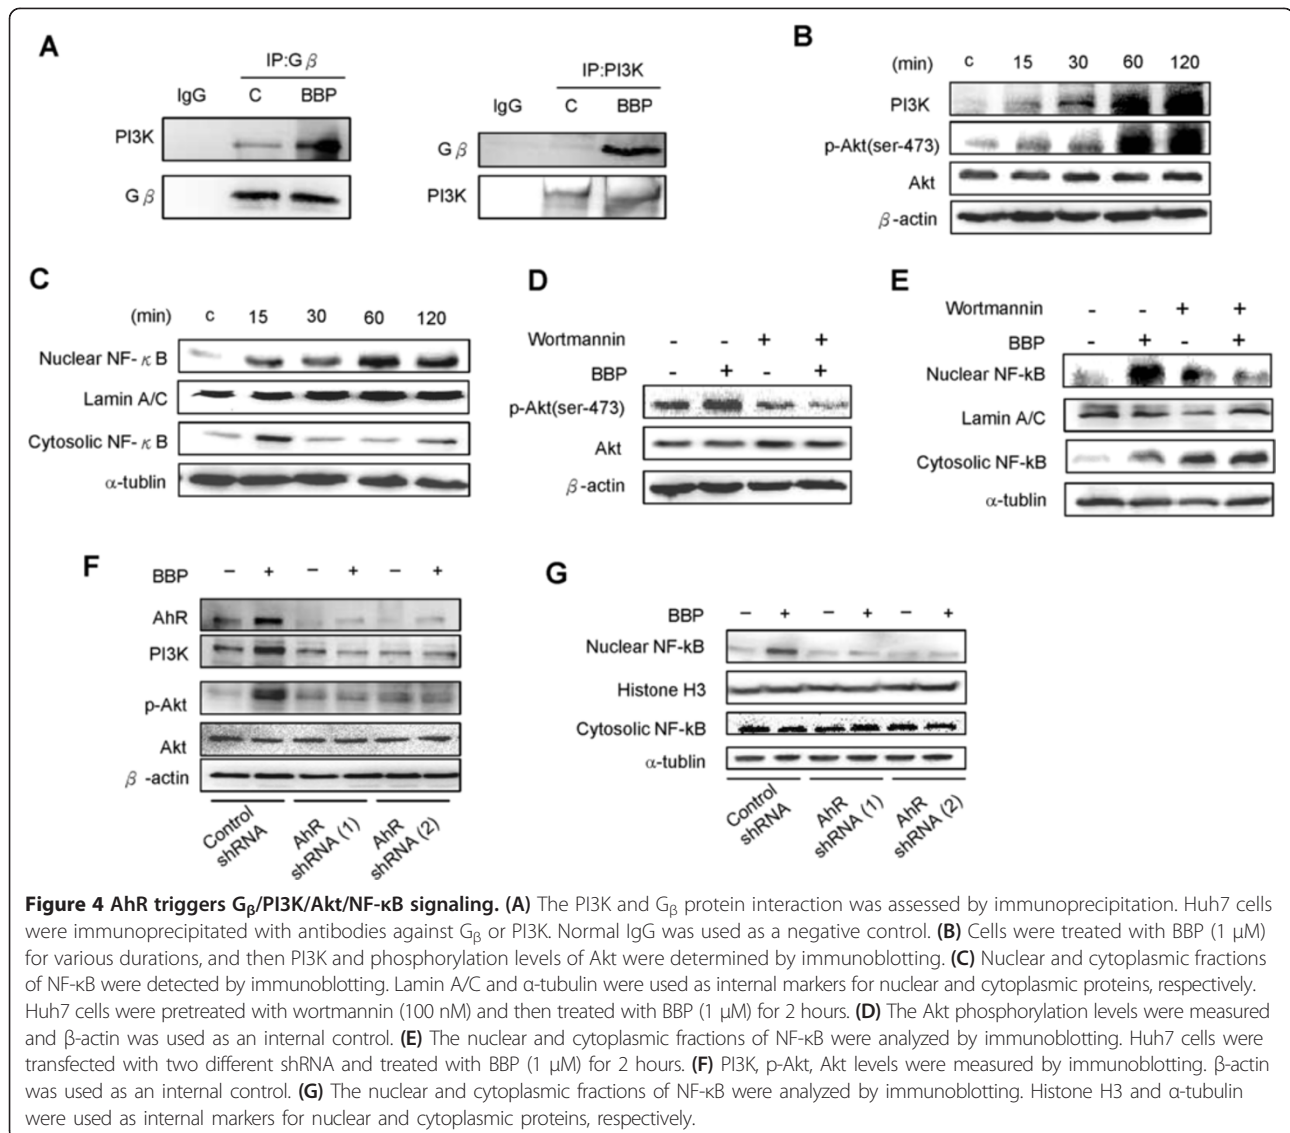 A
IP:Gβ
IgG C BBP
PI3K
Gβ
IP:PI3K
IgG C BBP
Gβ
PI3K
B
(min) c 15 30 60 120
PI3K
p-Akt(ser-473)
Akt
β-actin
C
(min) c 15 30 60 120
Nuclear NF-κB
Lamin A/C
Cytosolic NF-κB
α-tublin
D
Wortmannin - - + +
BBP - + - +
p-Akt(ser-473)
Akt
β-actin
E
Wortmannin - - + +
BBP - + - +
Nuclear NF-kB
Lamin A/C
Cytosolic NF-kB
α-tublin
F
BBP − + − + − +
AhR
PI3K
p-Akt
Akt
β-actin
Control shRNA
AhR shRNA (1)
AhR shRNA (2)
G
BBP − + − + − +
Nuclear NF-kB
Histone H3
Cytosolic NF-kB
α-tublin
Control shRNA
AhR shRNA (1)
AhR shRNA (2)
Figure 4 AhR triggers Gβ/PI3K/Akt/NF-κB signaling. (A) The PI3K and Gβ protein interaction was assessed by immunoprecipitation. Huh7 cells
were immunoprecipitated with antibodies against Gβ or PI3K. Normal IgG was used as a negative control. (B) Cells were treated with BBP (1 μM)
for various durations, and then PI3K and phosphorylation levels of Akt were determined by immunoblotting. (C) Nuclear and cytoplasmic fractions
of NF-κB were detected by immunoblotting. Lamin A/C and α-tubulin were used as internal markers for nuclear and cytoplasmic proteins, respectively.
Huh7 cells were pretreated with wortmannin (100 nM) and then treated with BBP (1 μM) for 2 hours. (D) The Akt phosphorylation levels were measured
and β-actin was used as an internal control. (E) The nuclear and cytoplasmic fractions of NF-κB were analyzed by immunoblotting. Huh7 cells were
transfected with two different shRNA and treated with BBP (1 μM) for 2 hours. (F) PI3K, p-Akt, Akt levels were measured by immunoblotting. β-actin
was used as an internal control. (G) The nuclear and cytoplasmic fractions of NF-κB were analyzed by immunoblotting. Histone H3 and α-tubulin
were used as internal markers for nuclear and cytoplasmic proteins, respectively.